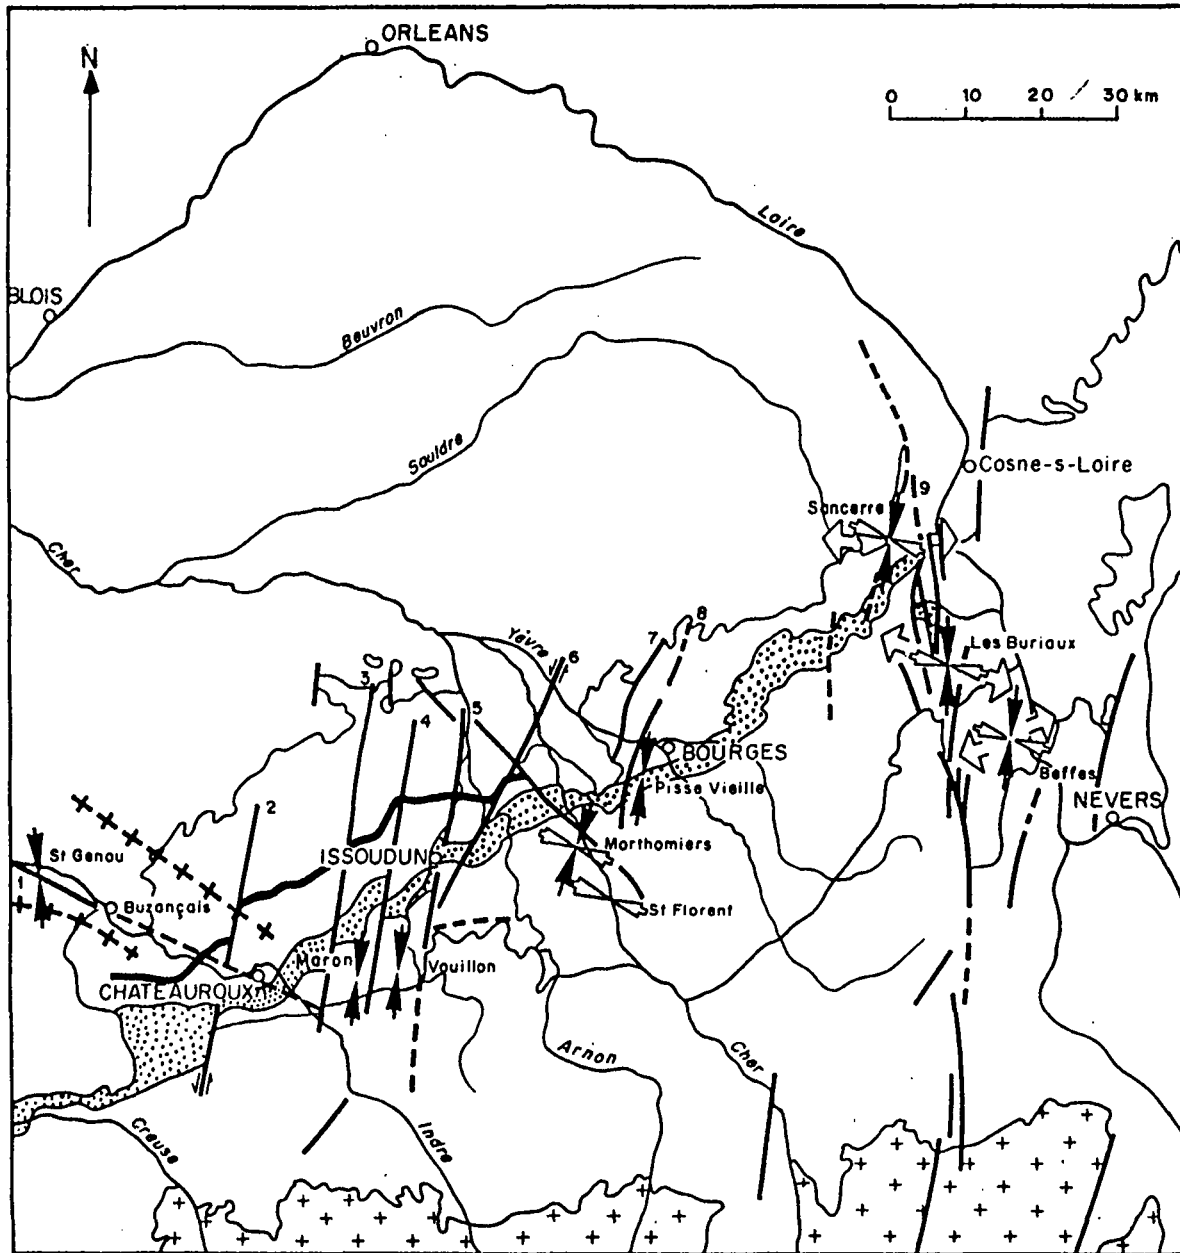 ORLEANS
N
0 10 20 30 km
Loire
BLOIS
Beuvron
Souldre
Cosne-s-Loire
9
Sancerre
Cher
Yèvre
8
7
6
Les Buriaux
3
5
4
BOURGES
Beffes
Pisse Vieille
NEVERS
2
Morthomiers
ISSOUDUN
St Genou
1
Buzançais
St Florent
Maron
Vouillon
CHATEAUROUX
Arnon
Cher
Creuse
Indre